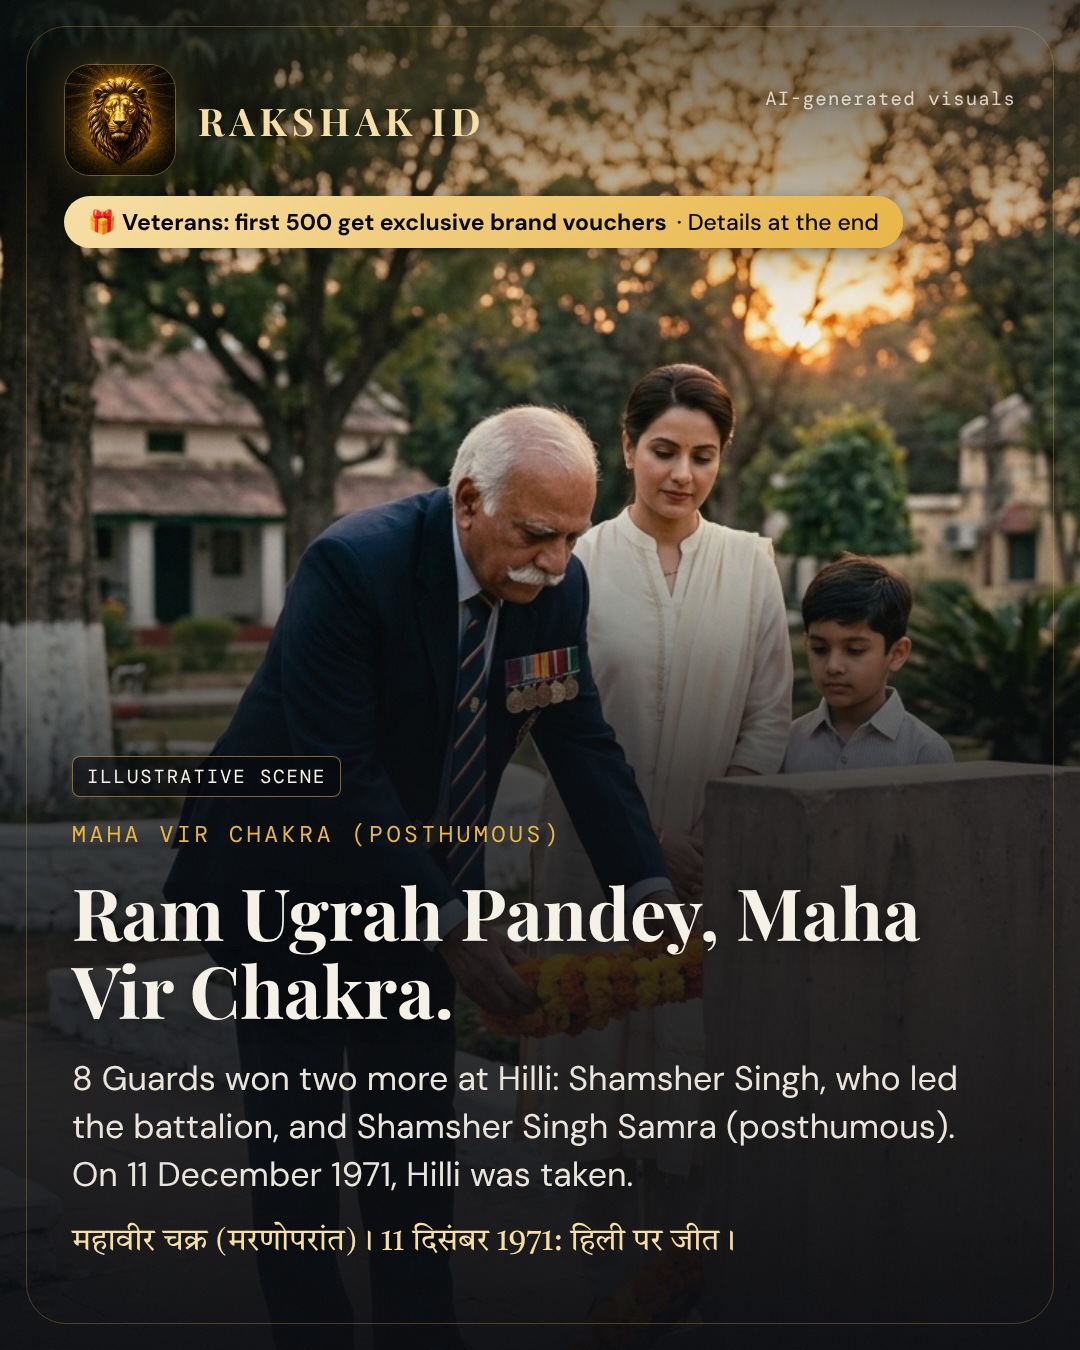 RAKSHAK ID
AI-generated visuals
🎁 Veterans: first 500 get exclusive brand vouchers · Details at the end
ILLUSTRATIVE SCENE
MAHA VIR CHAKRA (POSTHUMOUS)
Ram Ugrah Pandey, Maha
Vir Chakra.
8 Guards won two more at Hilli: Shamsher Singh, who led
the battalion, and Shamsher Singh Samra (posthumous).
On 11 December 1971, Hilli was taken.
महावीर चक्र (मरणोपरांत)। 11 दिसंबर 1971: हिली पर जीत।